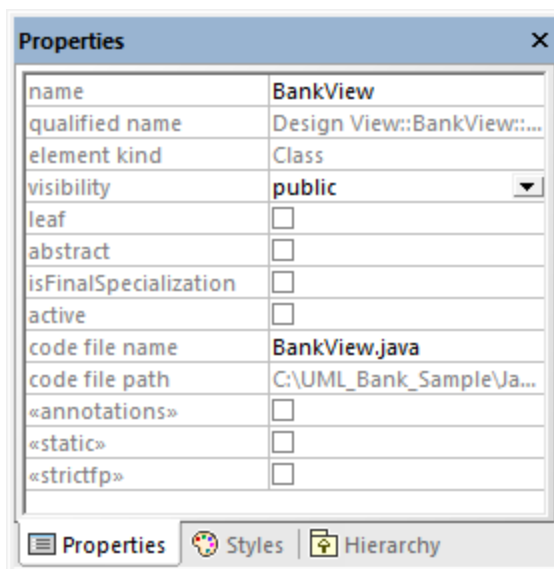 Properties
name BankView
qualified name Design View::BankView::...
element kind Class
visibility public
leaf
abstract
isFinalSpecialization
active
code file name BankView.java
code file path C:\UML_Bank_Sample\Ja...
«annotations»
«static»
«strictfp»
Properties Styles Hierarchy